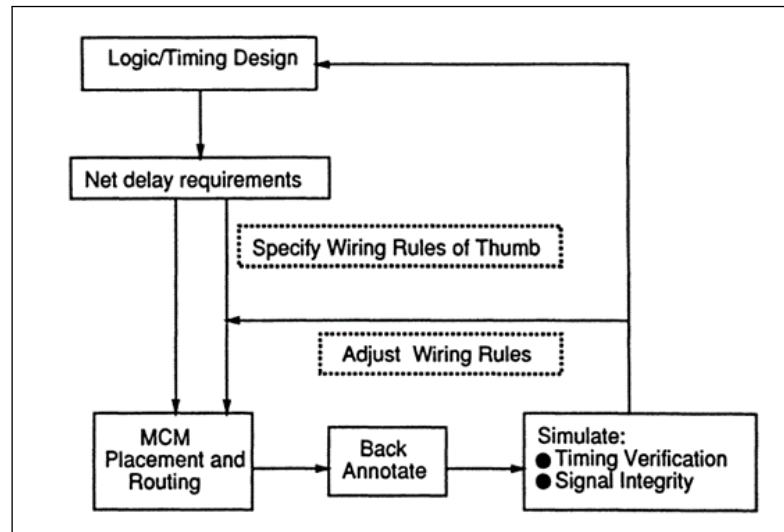 Logic/Timing Design
Net delay requirements
Specify Wiring Rules of Thumb
Adjust Wiring Rules
MCM
Placement and
Routing
Back
Annotate
Simulate:
● Timing Verification
● Signal Integrity